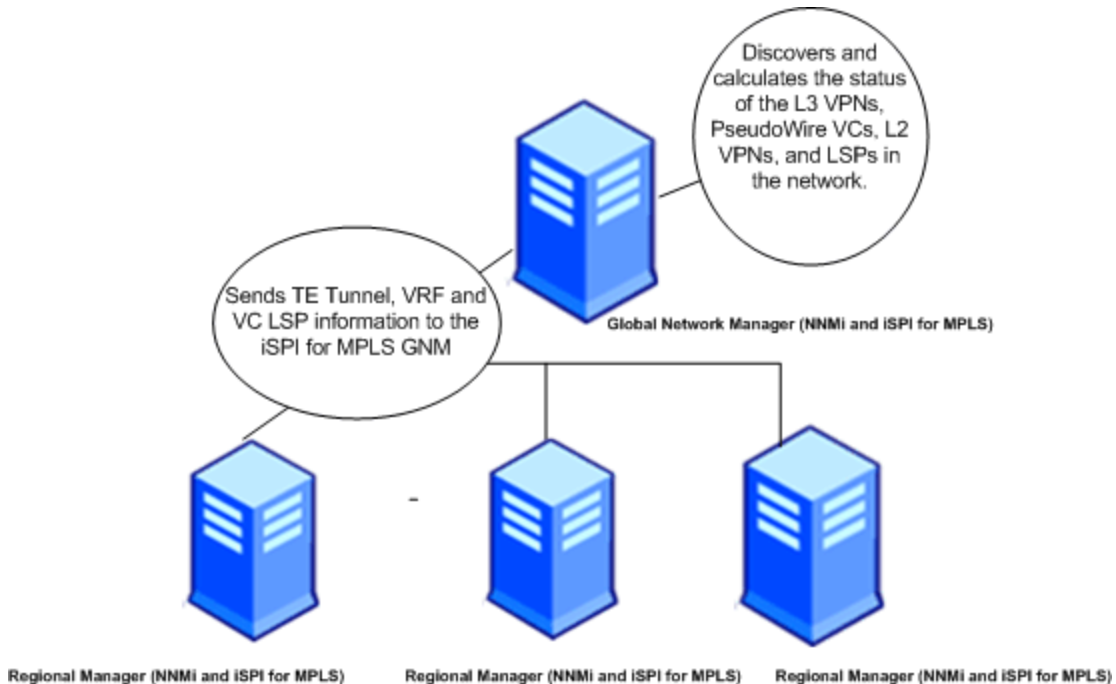 Discovers and
calculates the status
of the L3 VPNs,
PseudoWire VCs, L2
VPNs, and LSPs in
the network.
Sends TE Tunnel, VRF and
VC LSP information to the
iSPI for MPLS GNM
Global Network Manager (NNMi and iSPI for MPLS)
-
Regional Manager (NNMi and iSPI for MPLS)
Regional Manager (NNMi and iSPI for MPLS)
Regional Manager (NNMi and iSPI for MPLS)